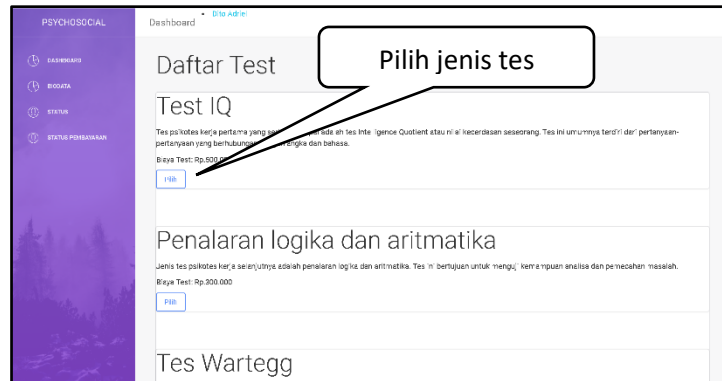 PSYCHOSOCIAL
Dashboard
Dita Adriel
DASHBOARD
BIODATA
STATUS
STATUS PEMBAYARAN
Pilih jenis tes
Daftar Test
Test IQ
Tes psikotes kerja pertama yang adalah tes Intelligence Quotient atau nilai kecerdasan seseorang. Tes ini umumnya terdiri dari pertanyaan-
pertanyaan yang berhubungan angka dan bahasa.
Biaya Test: Rp.500.
Pilih
Penalaran logika dan aritmatika
Jenis tes psikotes kerja selanjutnya adalah penalaran logika dan aritmatika. Tes ini bertujuan untuk menguji kemampuan analisa dan pemecahan masalah.
Biaya Test: Rp.300.000
Pilih
Tes Wartegg